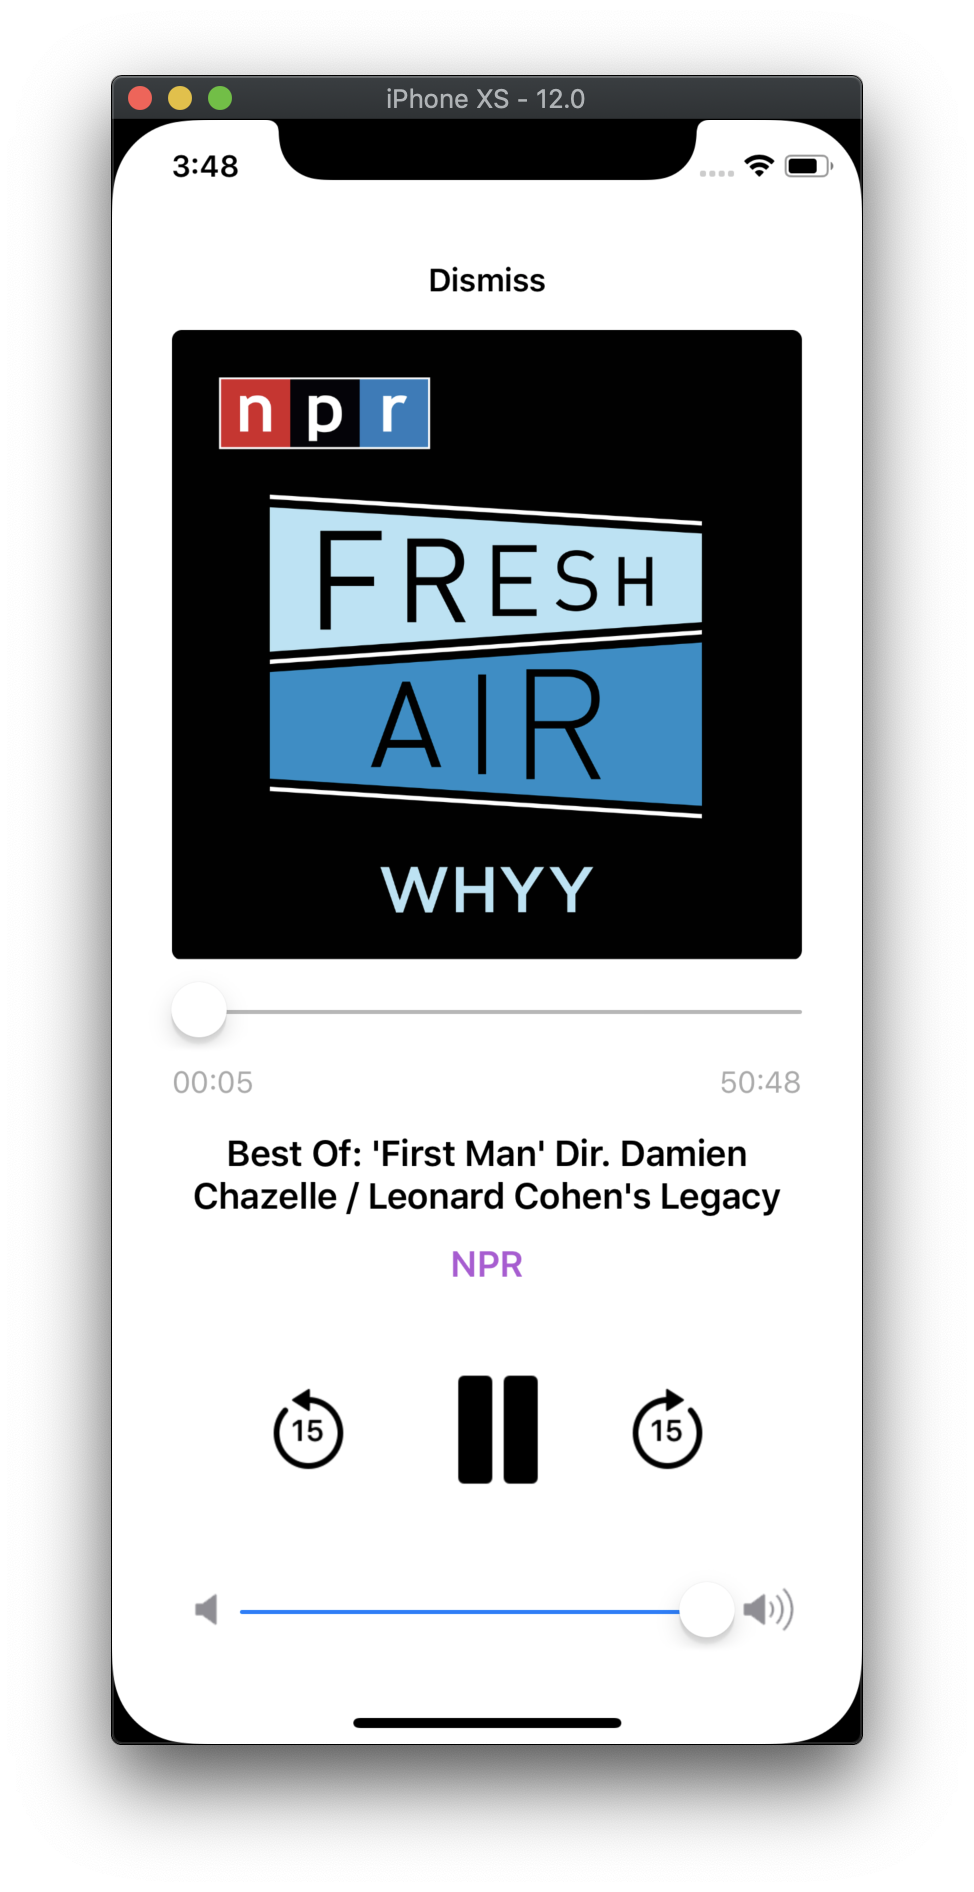 iPhone XS - 12.0
3:48
Dismiss
npr
FRESH
AIR
WHYY
00:05 50:48
Best Of: 'First Man' Dir. Damien
Chazelle / Leonard Cohen's Legacy
NPR
15 15